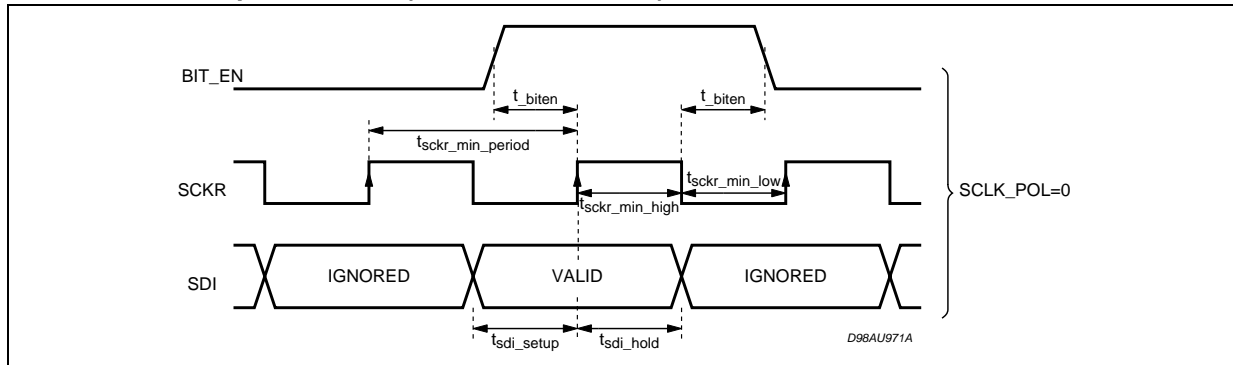 BIT_EN
t_biten
t_biten
tsckr_min_period
SCKR
tsckr_min_low
tsckr_min_high
SCLK_POL=0
SDI
IGNORED
VALID
IGNORED
tsdi_setup
tsdi_hold
D98AU971A